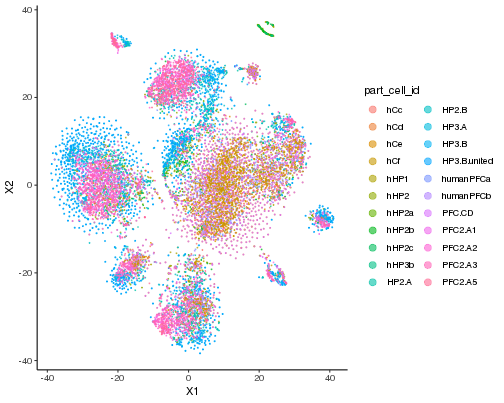 part_cell_id
40
20
0
-20
-40
X2
-40
-20
0
20
40
X1
hCc
hCd
hCe
hCf
hHP1
hHP2
hHP2a
hHP2b
hHP2c
hHP3b
HP2.A
HP2.B
HP3.A
HP3.B
HP3.B.united
humanPFCa
humanPFCb
PFC.CD
PFC2.A1
PFC2.A2
PFC2.A3
PFC2.A5